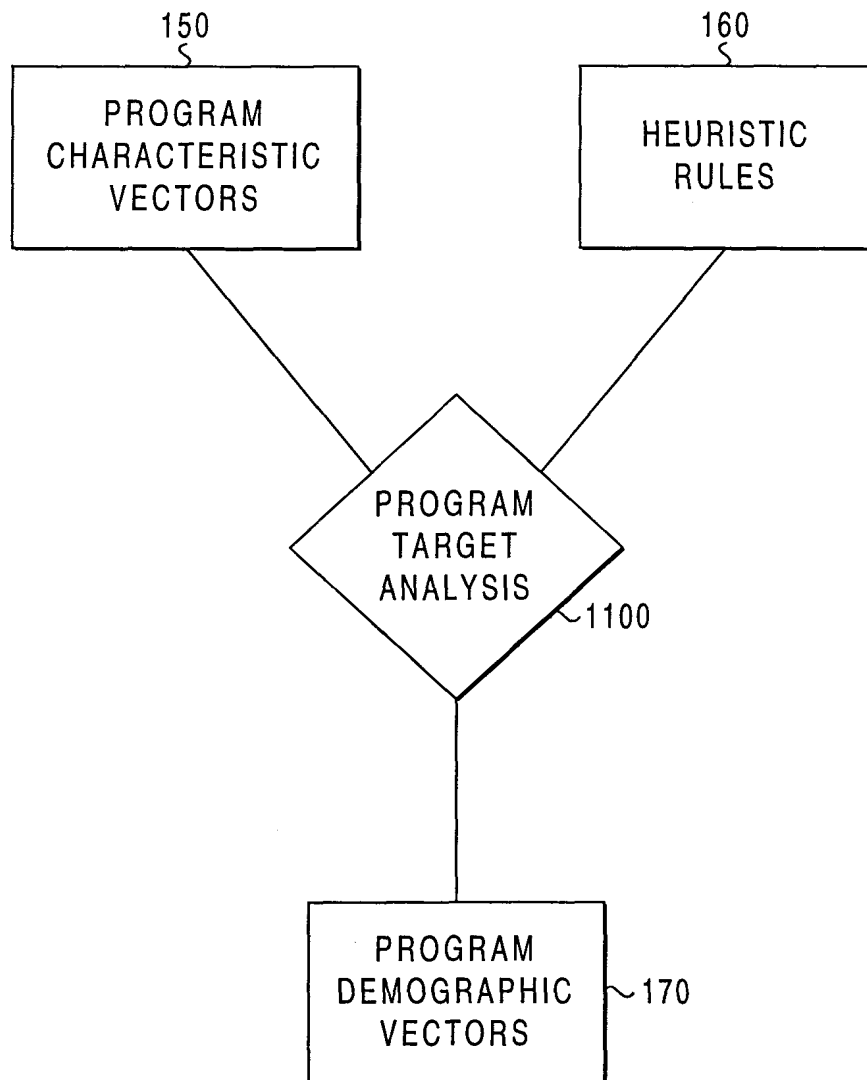 150
PROGRAM
CHARACTERISTIC
VECTORS
160
HEURISTIC
RULES
PROGRAM
TARGET
ANALYSIS
1100
PROGRAM
DEMOGRAPHIC
VECTORS
170